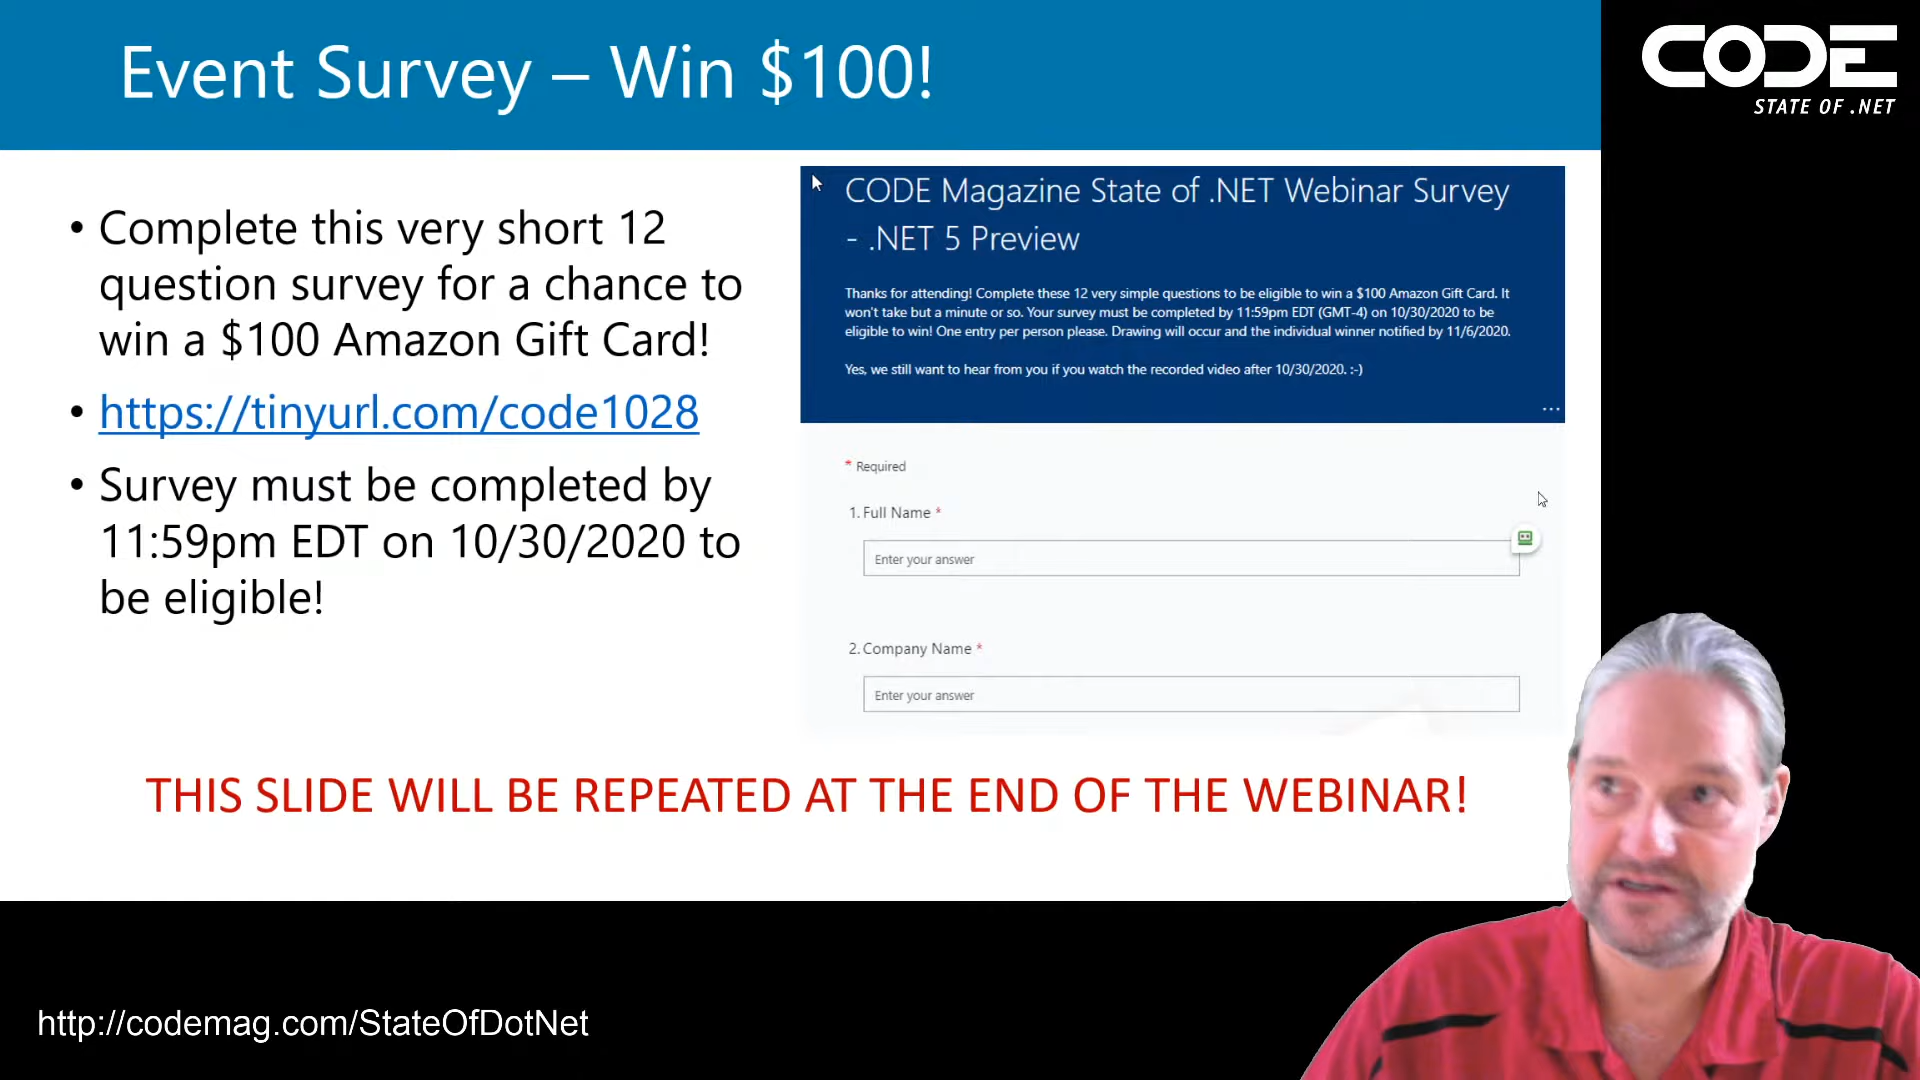 Event Survey – Win $100!
CODE
STATE OF .NET
• Complete this very short 12
question survey for a chance to
win a $100 Amazon Gift Card!
• https://tinyurl.com/code1028
• Survey must be completed by
11:59pm EDT on 10/30/2020 to
be eligible!
CODE Magazine State of .NET Webinar Survey
- .NET 5 Preview
Thanks for attending! Complete these 12 very simple questions to be eligible to win a $100 Amazon Gift Card. It
won't take but a minute or so. Your survey must be completed by 11:59pm EDT (GMT-4) on 10/30/2020 to be
eligible to win! One entry per person please. Drawing will occur and the individual winner notified by 11/6/2020.
Yes, we still want to hear from you if you watch the recorded video after 10/30/2020. :-)
...
* Required
1. Full Name *
Enter your answer
2. Company Name *
Enter your answer
THIS SLIDE WILL BE REPEATED AT THE END OF THE WEBINAR!
http://codemag.com/StateOfDotNet